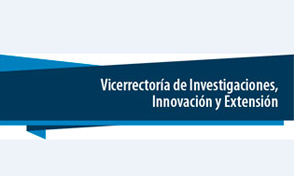 Vicerrectoría de Investigaciones,
Innovación y Extensión